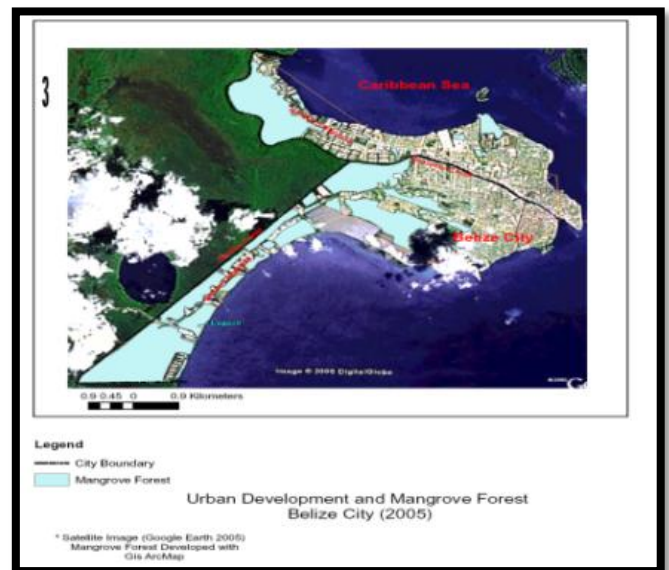 Caribbean Sea
Belize City
Image © 2006 DigitalGlobe
0.9 0.45 0 0.9 Kilometers
Legend
City Boundary
Mangrove Forest
Urban Development and Mangrove Forest
Belize City (2005)
* Satellite Image (Google Earth 2005)
Mangrove Forest Developed with
Gis ArcMap